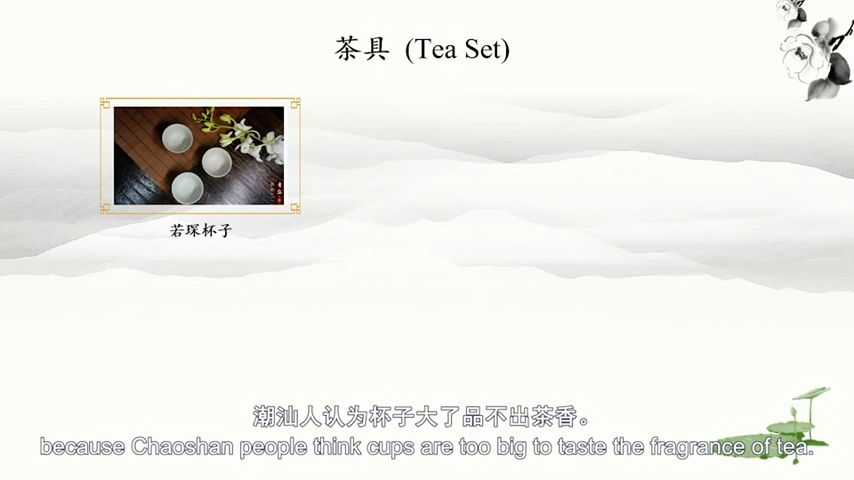 茶具 (Tea Set)
若琛杯子
潮汕人认为杯子大了品不出茶香。
because Chaoshan people think cups are too big to taste the fragrance of tea.